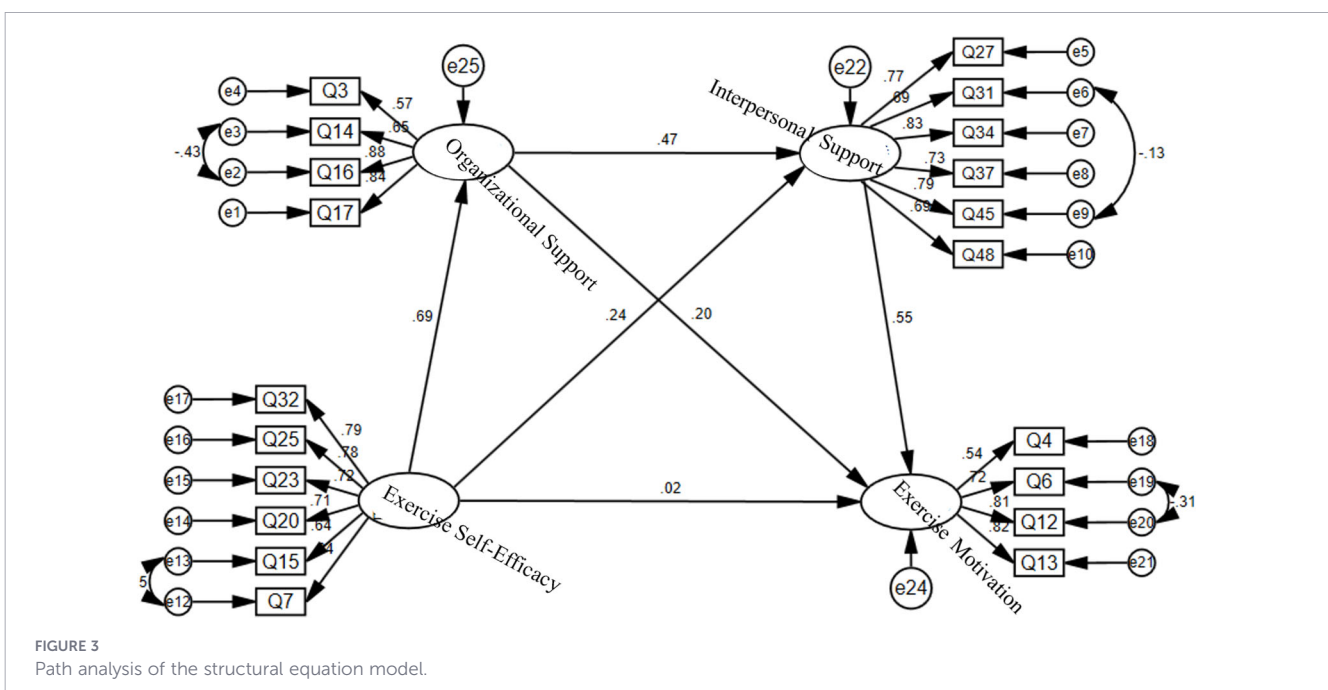 e25
e22
e4
Q3
.57
e3
Q14
.65
-.43
e2
Q16
.88
e1
Q17
.84
Organizational Support
.47
Interpersonal Support
.77
Q27
e5
.69
Q31
e6
.83
Q34
e7
-.13
.73
Q37
e8
.79
Q45
e9
.69
Q48
e10
.69
.24
.20
.55
e17
Q32
.79
e16
Q25
.78
e15
Q23
.72
e14
Q20
.71
e13
Q15
.64
5
e12
Q7
Exercise Self-Efficacy
.02
Exercise Motivation
e24
.54
Q4
e18
.72
Q6
e19
-.31
.81
Q12
e20
.82
Q13
e21
FIGURE 3
Path analysis of the structural equation model.